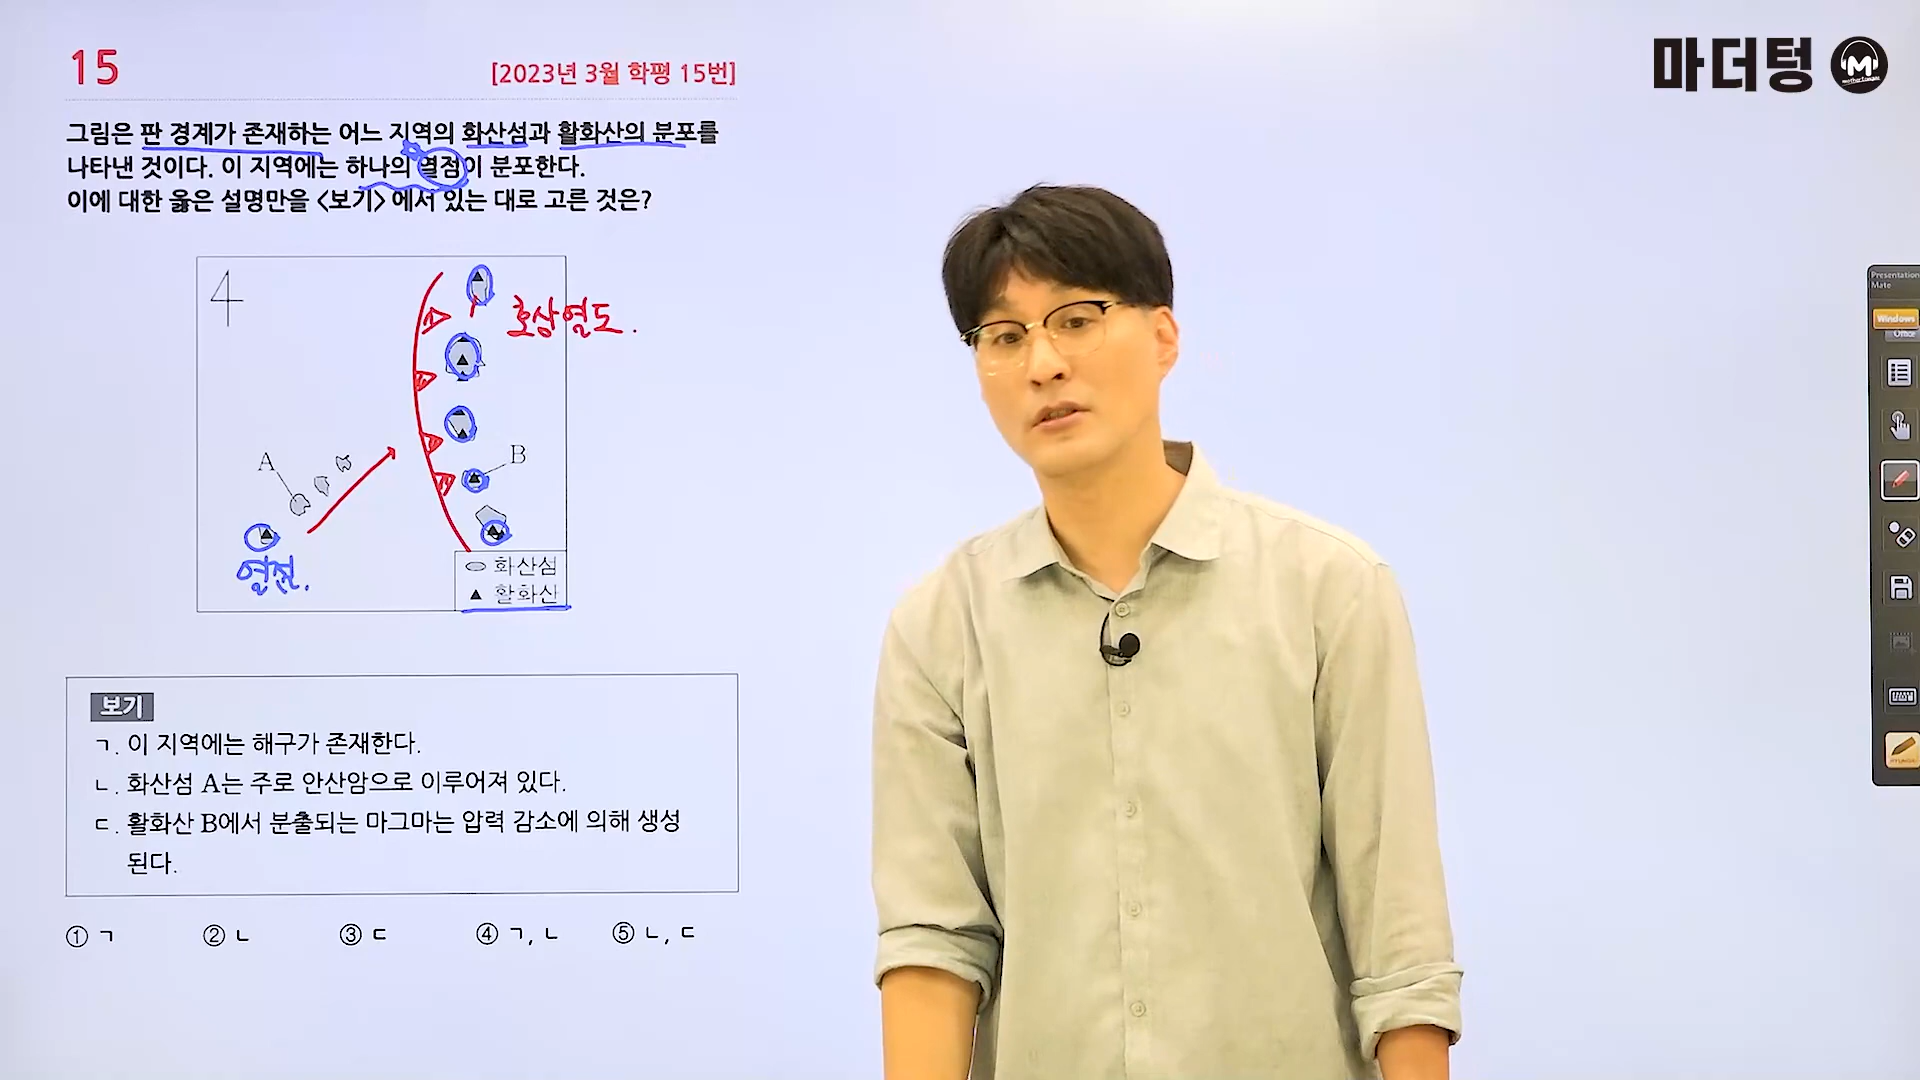 15
[2023년 3월 학평 15번]
그림은 판 경계가 존재하는 어느 지역의 화산섬과 활화산의 분포를
나타낸 것이다. 이 지역에는 하나의 열점이 분포한다.
이에 대한 옳은 설명만을 <보기>에서 있는 대로 고른 것은?
호상열도.
A
B
열점.
화산섬
활화산
보기
ㄱ. 이 지역에는 해구가 존재한다.
ㄴ. 화산섬 A는 주로 안산암으로 이루어져 있다.
ㄷ. 활화산 B에서 분출되는 마그마는 압력 감소에 의해 생성
된다.
① ㄱ ② ㄴ ③ ㄷ ④ ㄱ, ㄴ ⑤ ㄴ, ㄷ
마더텅 M
Presentation
Mate
Windows
Office